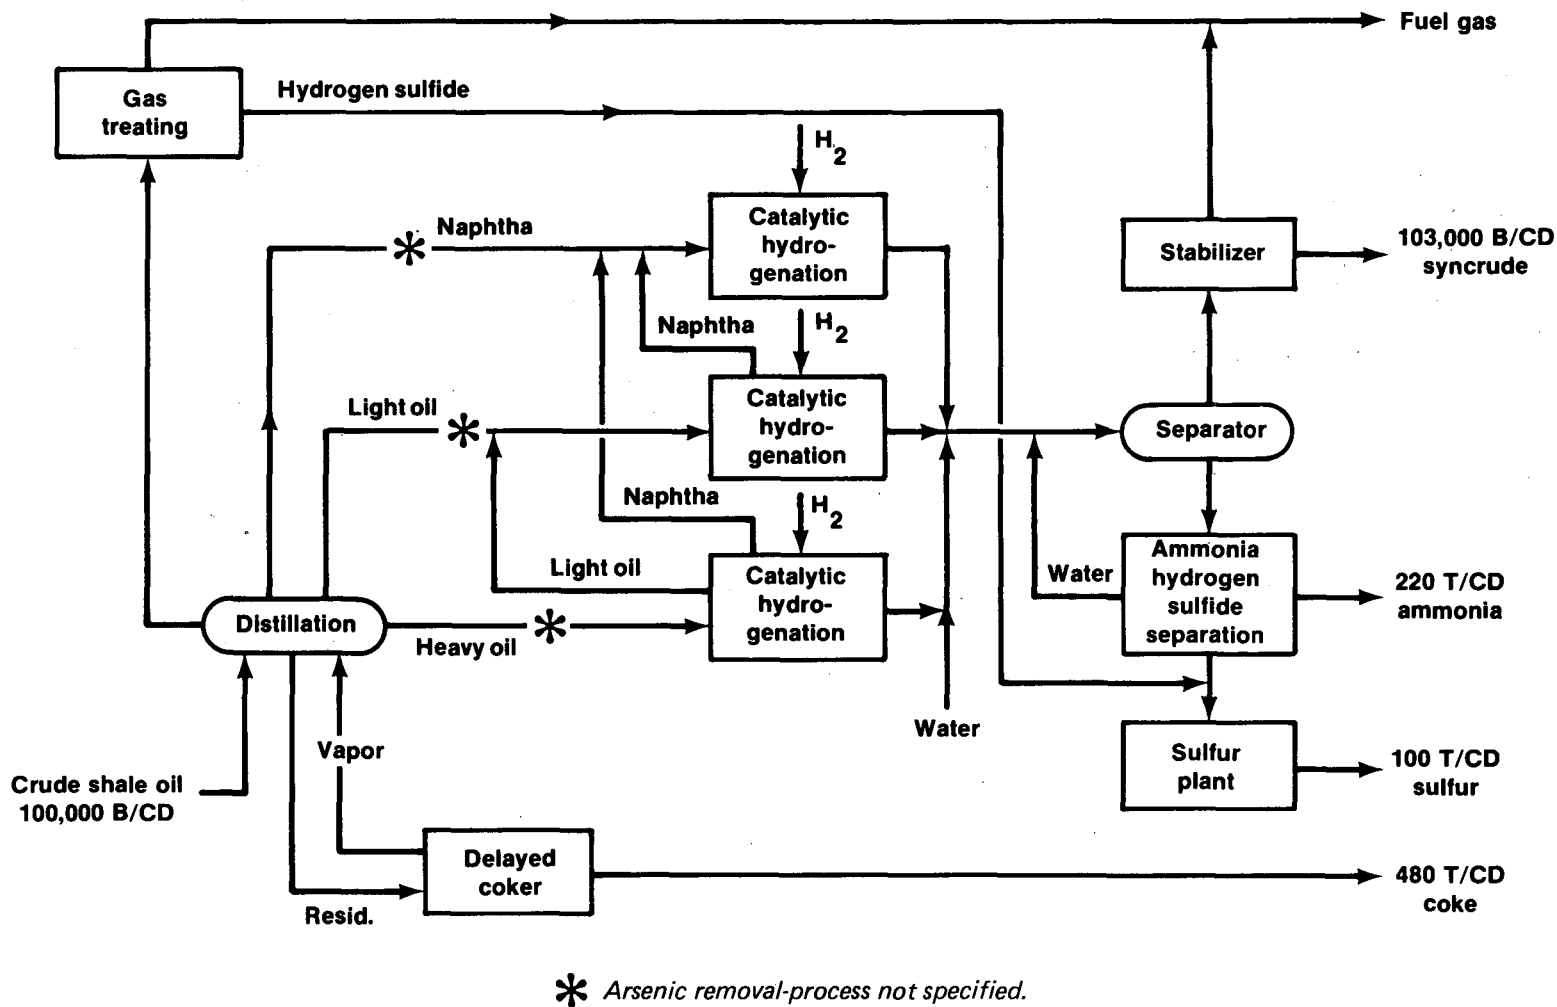 Fuel gas
Gas
treating
Hydrogen sulfide
H2
Naphtha
Catalytic
hydro-
genation
Stabilizer
103,000 B/CD
syncrude
Naphtha
H2
Light oil
Catalytic
hydro-
genation
Separator
Naphtha
H2
Light oil
Catalytic
hydro-
genation
Water
Ammonia
hydrogen
sulfide
separation
220 T/CD
ammonia
Distillation
Heavy oil
Water
Vapor
Crude shale oil
100,000 B/CD
Sulfur
plant
100 T/CD
sulfur
Delayed
coker
Resid.
480 T/CD
coke
* Arsenic removal-process not specified.